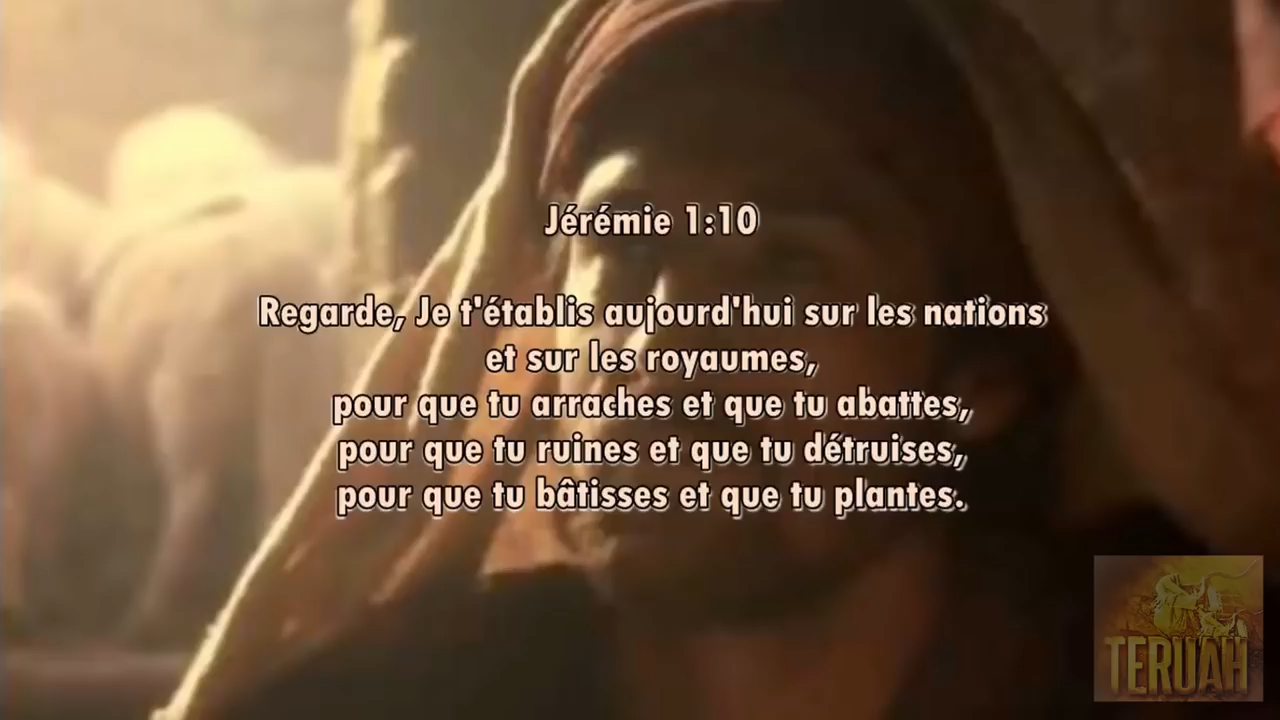 Jérémie 1:10
Regarde, Je t'établis aujourd'hui sur les nations
et sur les royaumes,
pour que tu arraches et que tu abattes,
pour que tu ruines et que tu détruises,
pour que tu bâtisses et que tu plantes.
TERUAH